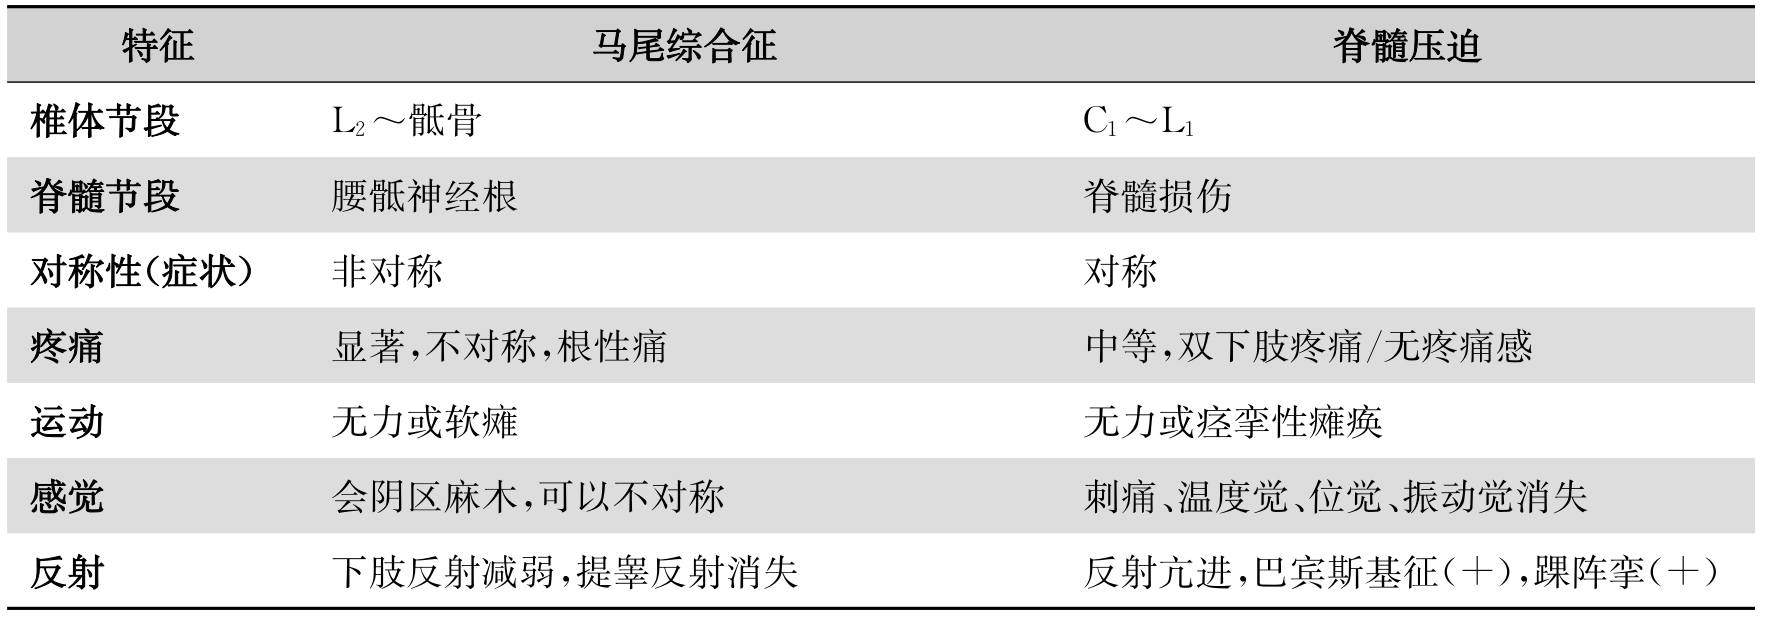 特征 马尾综合征 脊髓压迫
椎体节段 L₂～骶骨 C₁～L₁
脊髓节段 腰骶神经根 脊髓损伤
对称性(症状) 非对称 对称
疼痛 显著,不对称,根性痛 中等,双下肢疼痛/无疼痛感
运动 无力或软瘫 无力或痉挛性瘫痪
感觉 会阴区麻木,可以不对称 刺痛、温度觉、位觉、振动觉消失
反射 下肢反射减弱,提睾反射消失 反射亢进,巴宾斯基征(+),踝阵挛(+)